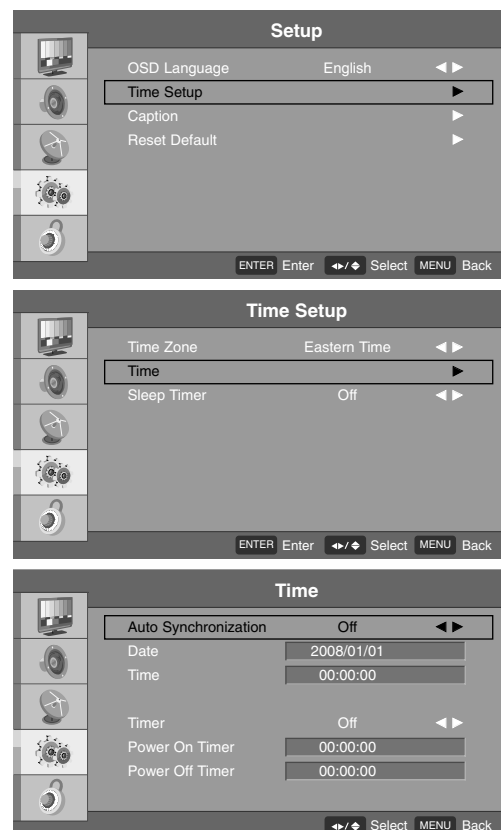 Setup
OSD Language English ◀ ▶
Time Setup ▶
Caption ▶
Reset Default ▶
ENTER Enter ◂▸/◆ Select MENU Back
Time Setup
Time Zone Eastern Time ◀ ▶
Time ▶
Sleep Timer Off ◀ ▶
ENTER Enter ◂▸/◆ Select MENU Back
Time
Auto Synchronization Off ◀ ▶
Date 2008/01/01
Time 00:00:00
Timer Off ◀ ▶
Power On Timer 00:00:00
Power Off Timer 00:00:00
◂▸/◆ Select MENU Back